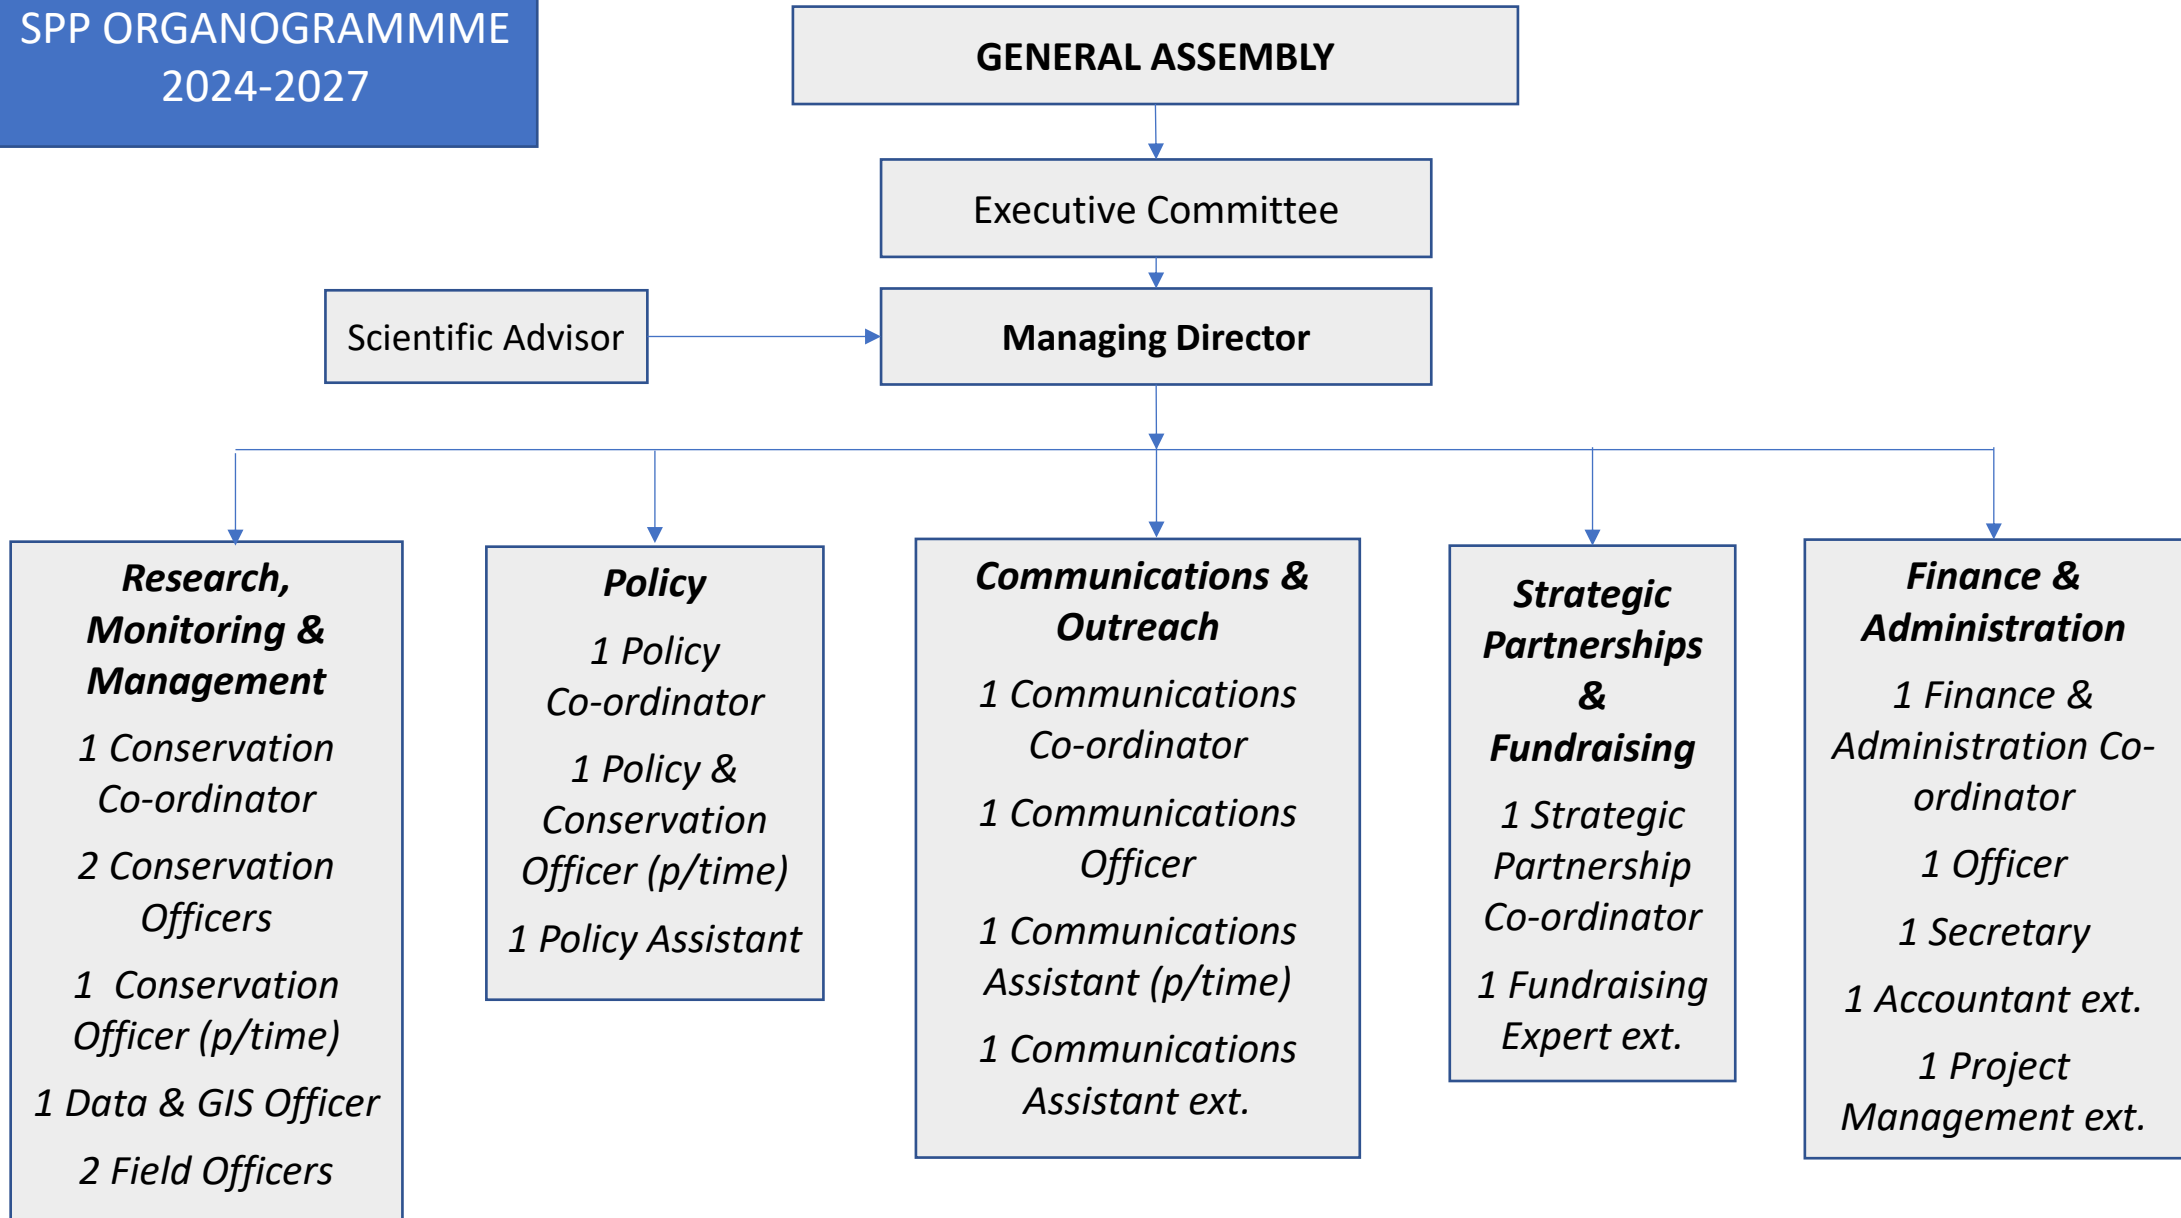 SPP ORGANOGRAMMME
2024-2027
GENERAL ASSEMBLY
Executive Committee
Scientific Advisor
Managing Director
Research,
Monitoring &
Management
1 Conservation
Co-ordinator
2 Conservation
Officers
1 Conservation
Officer (p/time)
1 Data & GIS Officer
2 Field Officers
Policy
1 Policy
Co-ordinator
1 Policy &
Conservation
Officer (p/time)
1 Policy Assistant
Communications &
Outreach
1 Communications
Co-ordinator
1 Communications
Officer
1 Communications
Assistant (p/time)
1 Communications
Assistant ext.
Strategic
Partnerships
&
Fundraising
1 Strategic
Partnership
Co-ordinator
1 Fundraising
Expert ext.
Finance &
Administration
1 Finance &
Administration Co-
ordinator
1 Officer
1 Secretary
1 Accountant ext.
1 Project
Management ext.